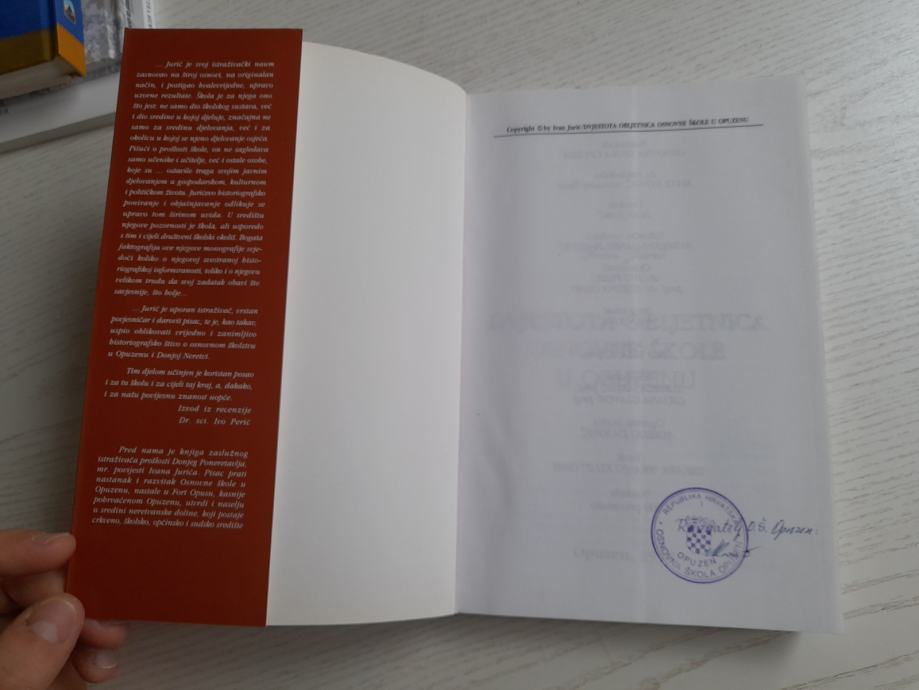 ... Jurić je svoj istraživački naum
zasnovao na široj osnovi, na originalan
način, i postigao hvalevrijedne, upravo
uzorne rezultate. Škola je za njega ono
što jest: ne samo dio školskog sustava, već
i dio sredine u kojoj djeluje, značajna ne
samo za sredinu djelovanja, već i za
okolicu u kojoj se njeno djelovanje osjeća.
Pišući o prošlosti škole, on ne sagledava
samo učenike i učitelje, već i ostale osobe,
koje su ... ostavile traga svojim javnim
djelovanjem u gospodarskom, kulturnom
i političkom životu. Jurićevo historiografsko
poniranje i objašnjavanje odlikuje se
upravo tom širinom uvida. U središtu
njegove pozornosti je škola, ali usporedo
s tim i cijeli društveni školski okoliš. Bogata
faktografija ove njegove monografije svje-
doči koliko o njegovoj svestranoj histo-
riografskoj informiranosti, toliko i o njegovu
velikom trudu da svoj zadatak obavi što
savjesnije, što bolje...
... Jurić je uporan istraživač, vrstan
povjesničar i darovit pisac, te je, kao takav,
uspio oblikovati vrijedno i zanimljivo
historiografsko štivo o osnovnom školstvu
u Opuzenu i Donjoj Neretvi.
Tim djelom učinjen je koristan posao
i za tu školu i za cijeli taj kraj, a, dakako,
i za našu povijesnu znanost uopće.
Izvod iz recenzije
Dr. sci. Ivo Perić
Pred nama je knjiga zaslužnog
istraživača prošlosti Donjeg Poneretavlja,
mr. povijesti Ivana Jurića. Pisac prati
nastanak i razvitak Osnovne škole u
Opuzenu, nastale u Fort Opusu, kasnije
pohrvaćenom Opuzenu, utvrdi i naselju
u sredini neretvanske doline, koji postaje
crkveno, školsko, općinsko i sudsko središte
Copyright © by Ivan Jurić: DVJESTOTA OBLJETNICA OSNOVNE ŠKOLE U OPUZENU
REPUBLIKA HRVATSKA
OSNOVNA ŠKOLA OPUZEN
OPUZEN
O.Š. Opuzen: